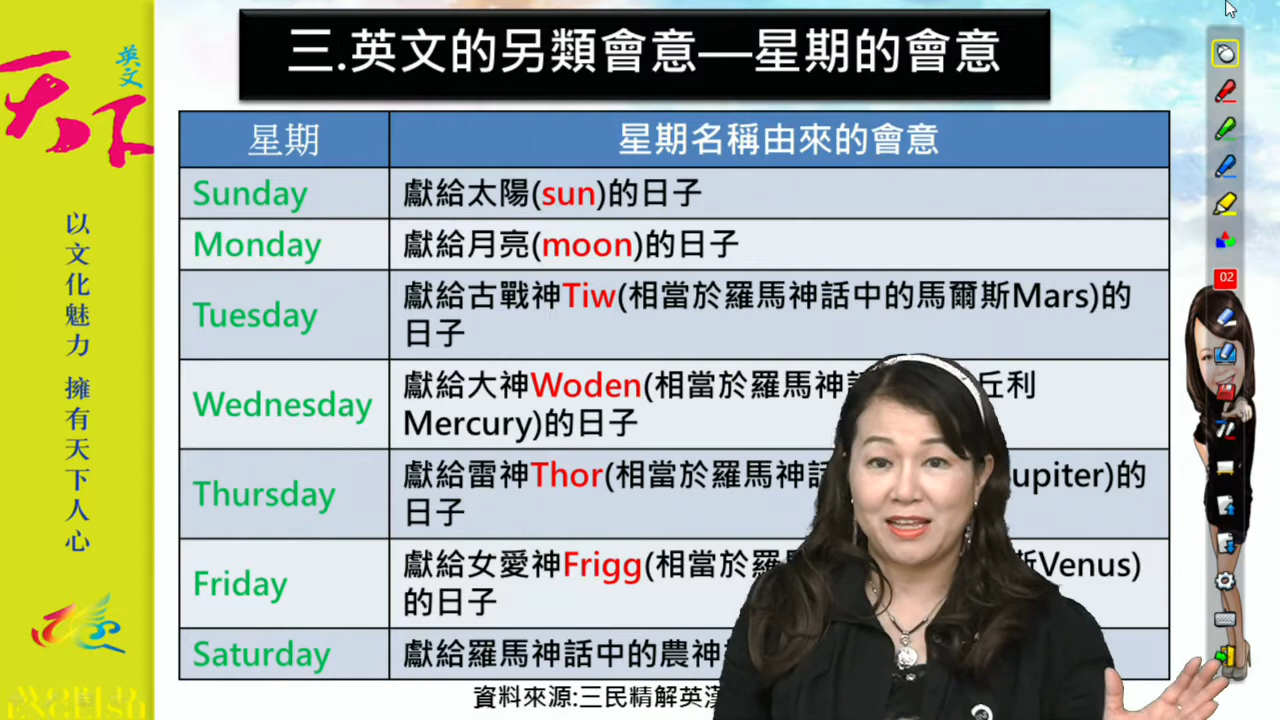 三.英文的另類會意—星期的會意
天下
英文
以文化魅力 擁有天下人心
星期 星期名稱由來的會意
Sunday 獻給太陽(sun)的日子
Monday 獻給月亮(moon)的日子
Tuesday 獻給古戰神Tiw(相當於羅馬神話中的馬爾斯Mars)的
日子
Wednesday 獻給大神Woden(相當於羅馬神 丘利
Mercury)的日子
Thursday 獻給雷神Thor(相當於羅馬神 upiter)的
日子
Friday 獻給女愛神Frigg(相當於羅 斯Venus)
的日子
Saturday 獻給羅馬神話中的農神
資料來源:三民精解英漢
02